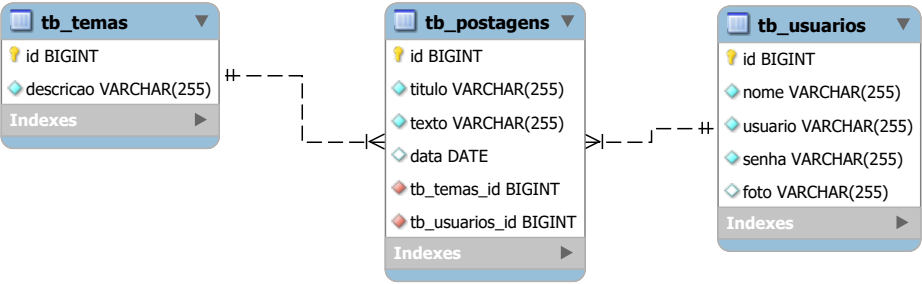 tb_temas
id BIGINT
descricao VARCHAR(255)
Indexes
tb_postagens
id BIGINT
titulo VARCHAR(255)
texto VARCHAR(255)
data DATE
tb_temas_id BIGINT
tb_usuarios_id BIGINT
Indexes
tb_usuarios
id BIGINT
nome VARCHAR(255)
usuario VARCHAR(255)
senha VARCHAR(255)
foto VARCHAR(255)
Indexes